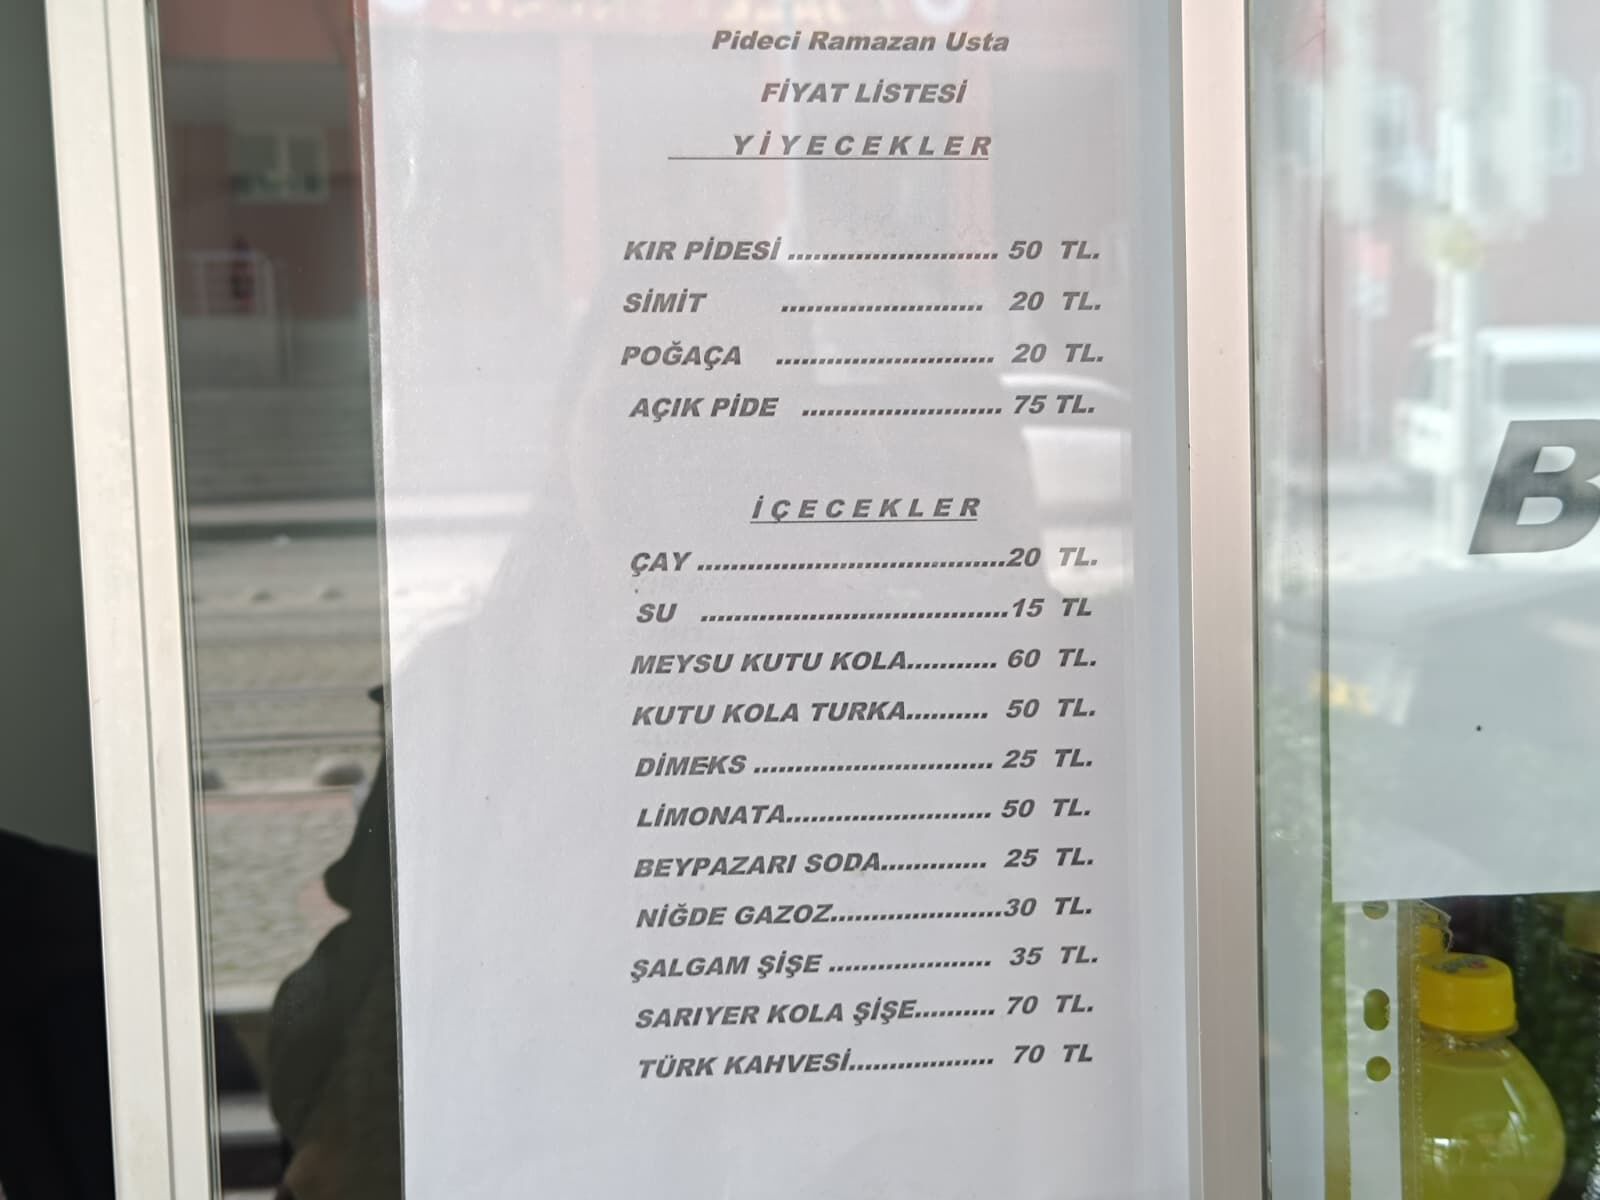 Pideci Ramazan Usta
FİYAT LİSTESİ
YİYECEKLER
KIR PİDESİ ......................... 50 TL.
SİMİT ........................ 20 TL.
POĞAÇA .......................... 20 TL.
AÇIK PİDE ........................ 75 TL.
İÇECEKLER
ÇAY .....................................20 TL.
SU .....................................15 TL
MEYSU KUTU KOLA........... 60 TL.
KUTU KOLA TURKA.......... 50 TL.
DİMEKS ............................. 25 TL.
LİMONATA......................... 50 TL.
BEYPAZARI SODA............. 25 TL.
NİĞDE GAZOZ.....................30 TL.
ŞALGAM ŞİŞE .................... 35 TL.
SARIYER KOLA ŞİŞE.......... 70 TL.
TÜRK KAHVESİ.................. 70 TL
B